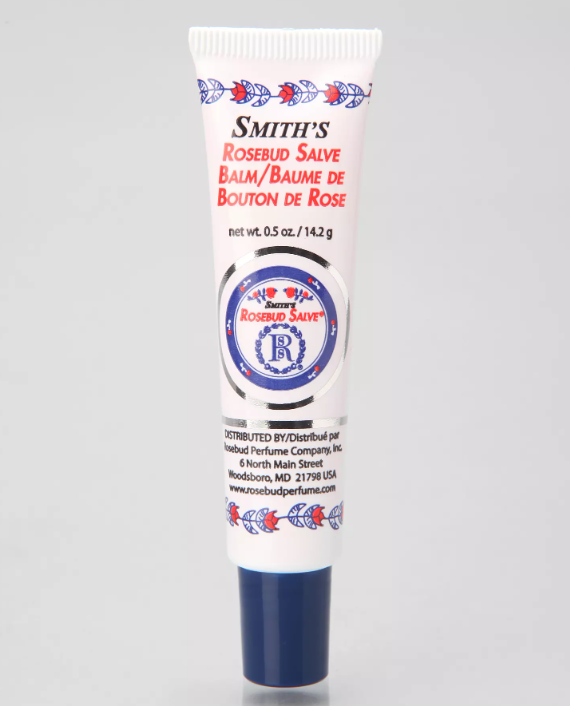 SMITH'S
ROSEBUD SALVE
BALM/BAUME DE
BOUTON DE ROSE
net wt. 0.5 oz. / 14.2 g
SMITH'S
ROSEBUD SALVE®
R
DISTRIBUTED BY/Distribué par
Rosebud Perfume Company, Inc.
6 North Main Street
Woodsboro, MD 21798 USA
www.rosebudperfume.com